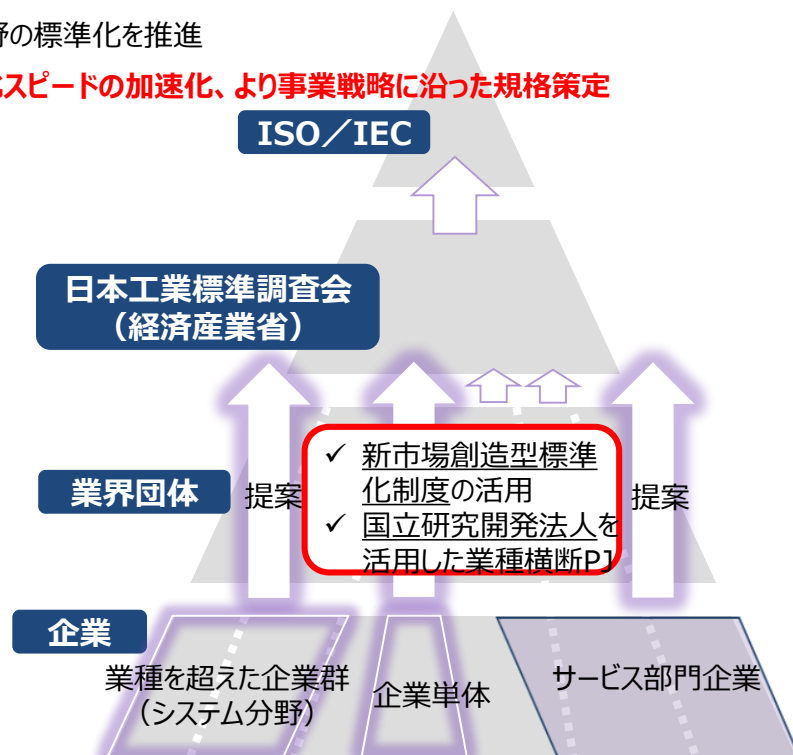 野の標準化を推進
化スピードの加速化、より事業戦略に沿った規格策定
ISO／IEC
日本工業標準調査会
（経済産業省）
業界団体
提案
✓ 新市場創造型標準
化制度の活用
✓ 国立研究開発法人を
活用した業種横断PJ
提案
企業
業種を超えた企業群
（システム分野）
企業単体
サービス部門企業